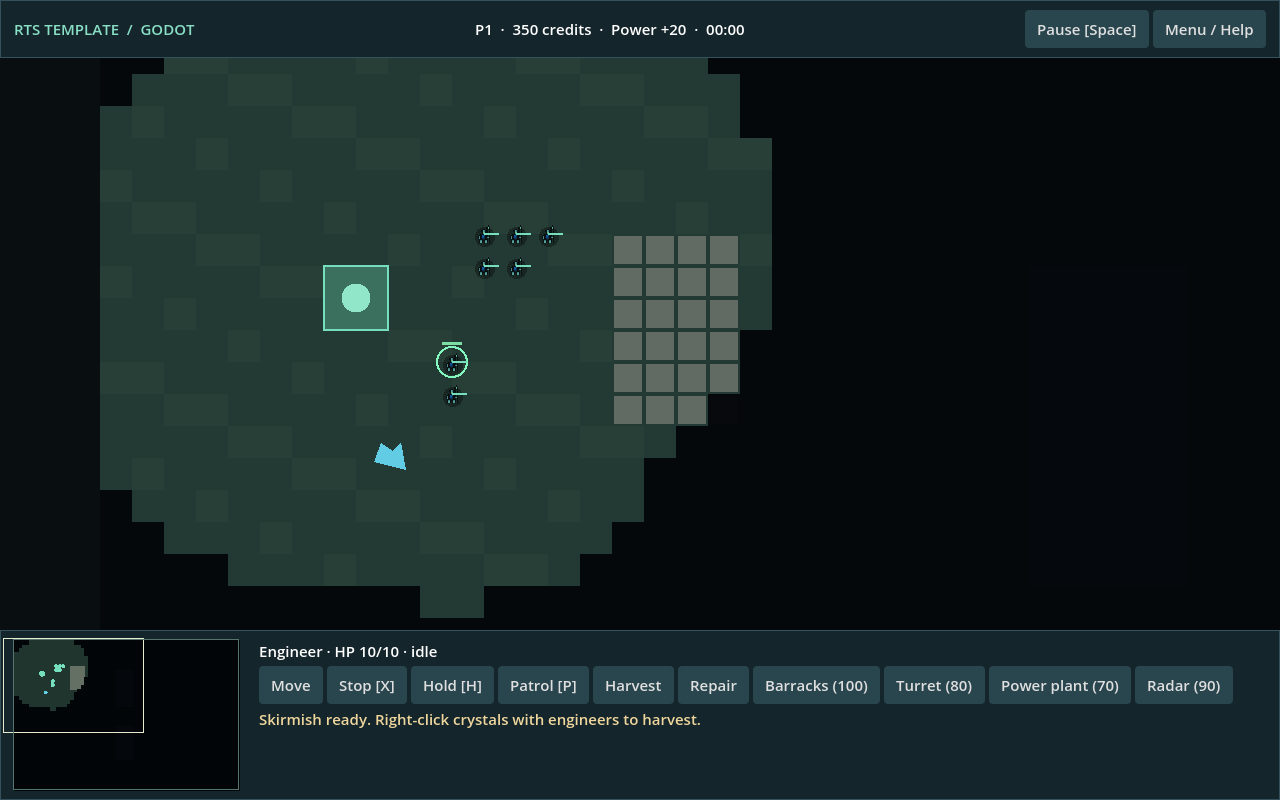 RTS TEMPLATE / GODOT
P1 · 350 credits · Power +20 · 00:00
Pause [Space]
Menu / Help
Engineer · HP 10/10 · idle
Move
Stop [X]
Hold [H]
Patrol [P]
Harvest
Repair
Barracks (100)
Turret (80)
Power plant (70)
Radar (90)
Skirmish ready. Right-click crystals with engineers to harvest.